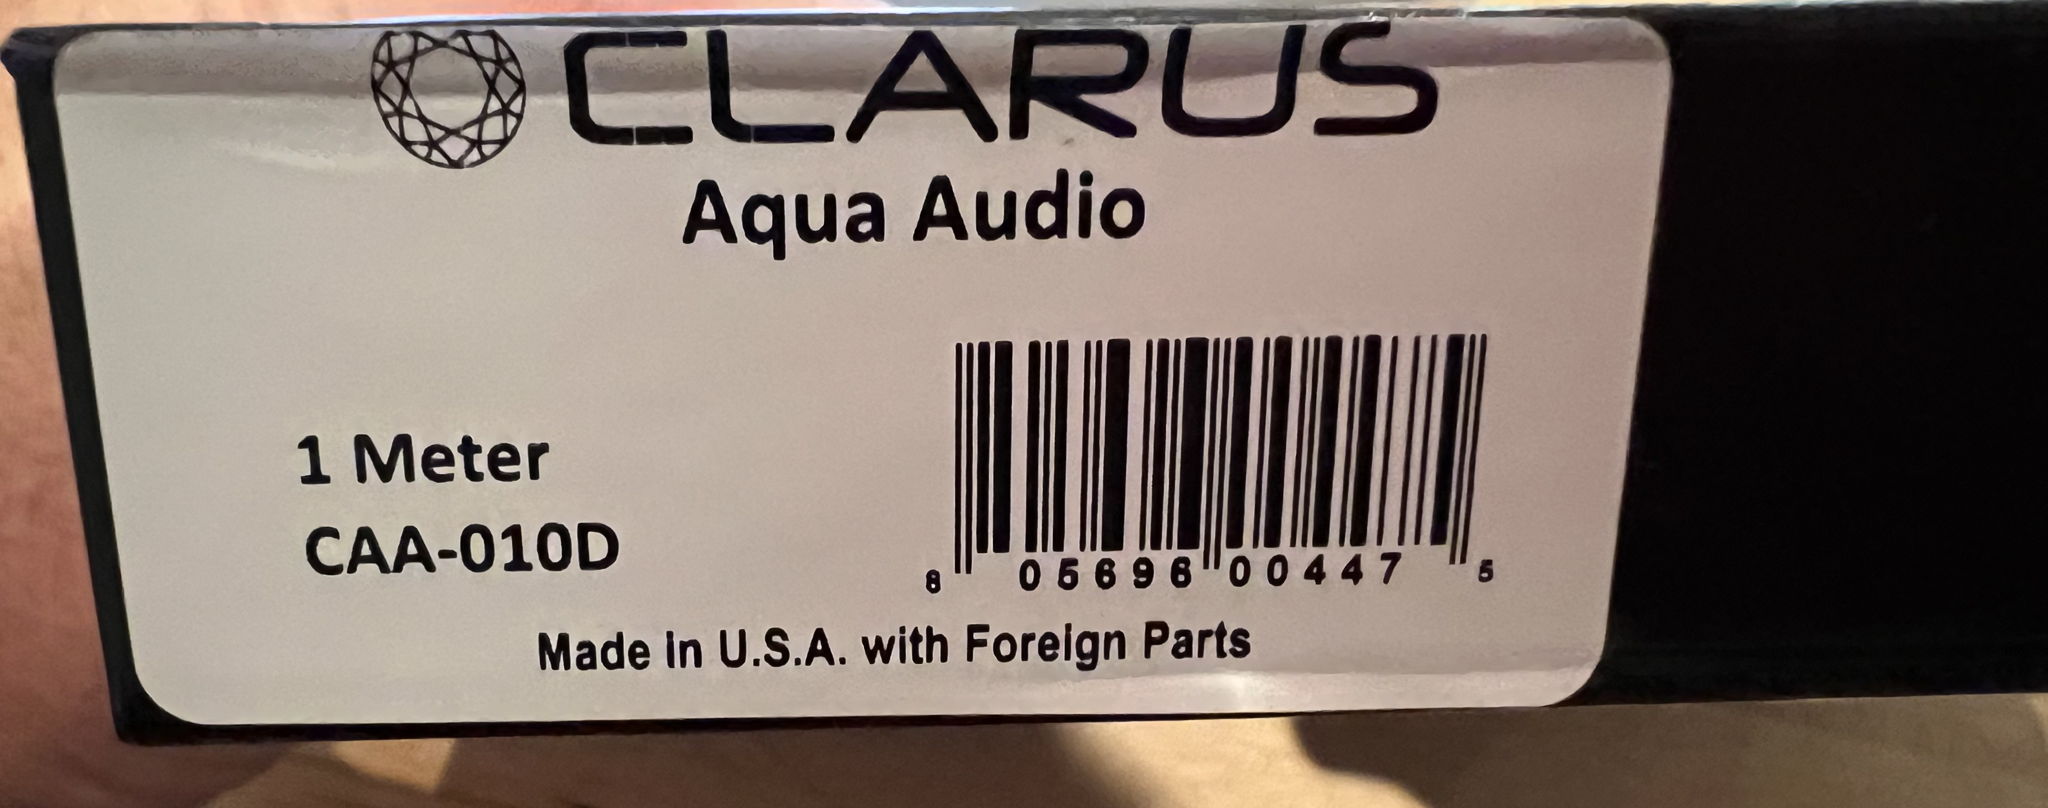 CLARUS
Aqua Audio
1 Meter
CAA-010D
8 05696 00447 5
Made in U.S.A. with Foreign Parts